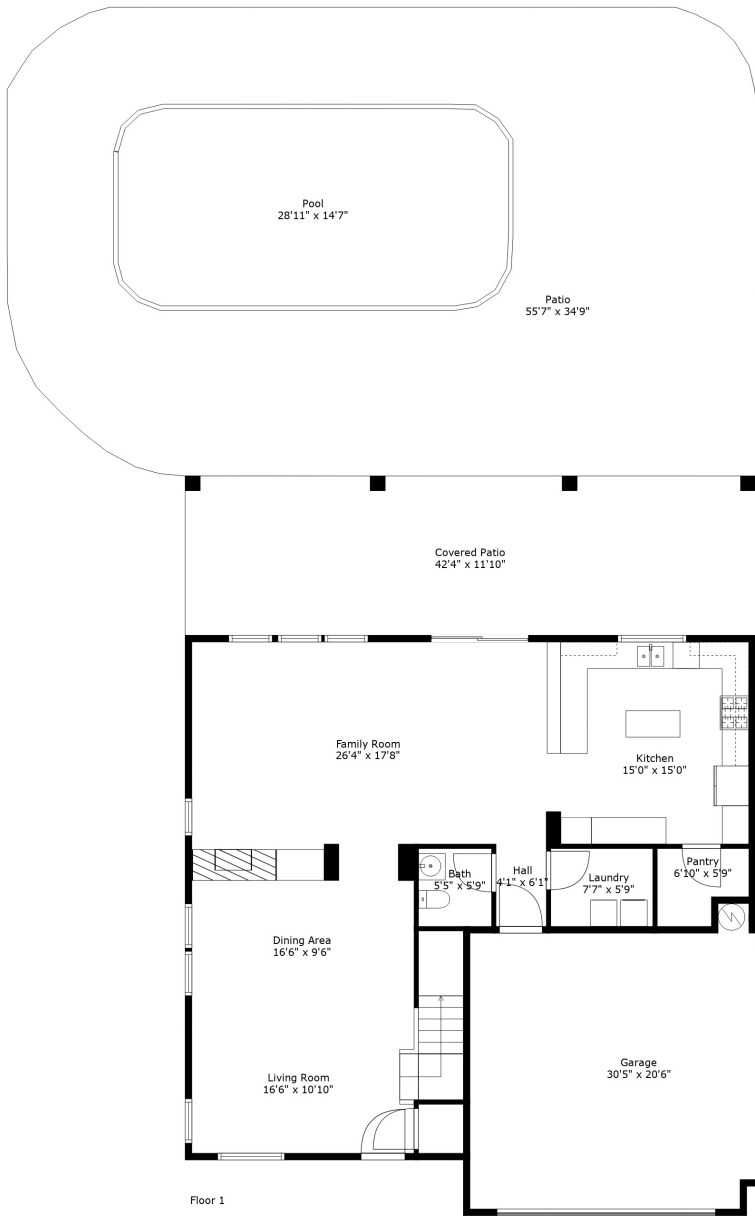 Pool
28'11" x 14'7"
Patio
55'7" x 34'9"
Covered Patio
42'4" x 11'10"
Family Room
26'4" x 17'8"
Kitchen
15'0" x 15'0"
Bath
5'5" x 5'9"
Hall
4'1" x 6'1"
Laundry
7'7" x 5'9"
Pantry
6'10" x 5'9"
Dining Area
16'6" x 9'6"
Living Room
16'6" x 10'10"
Garage
30'5" x 20'6"
Floor 1